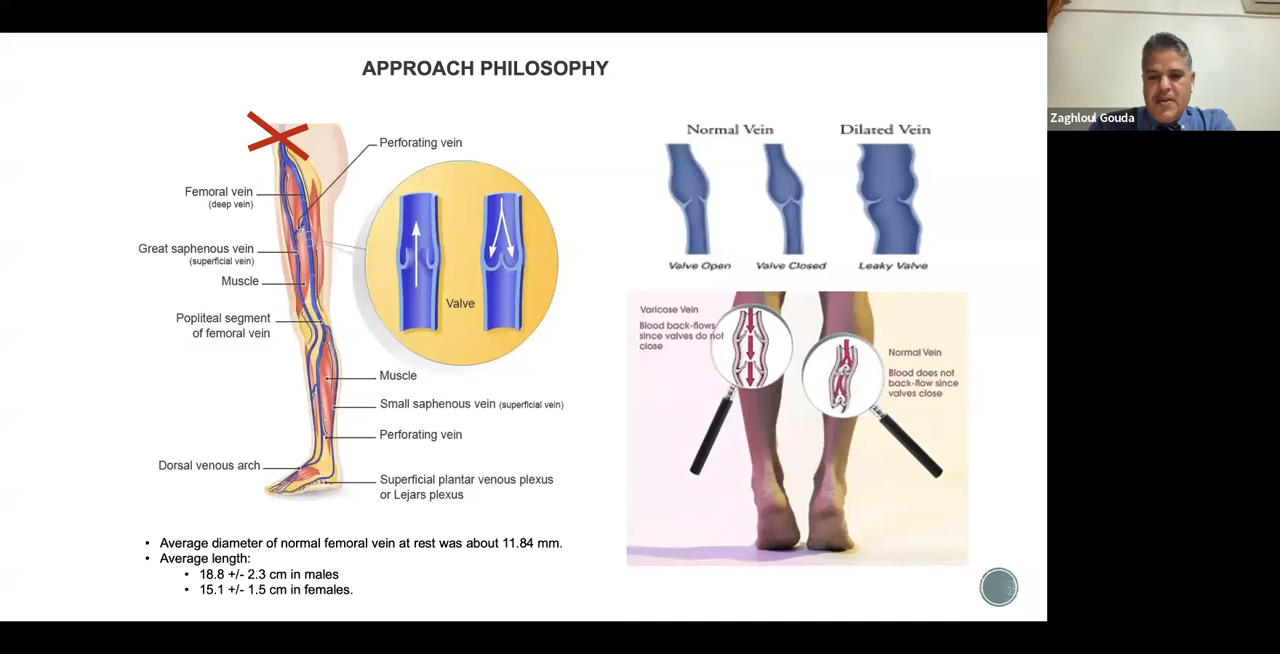 APPROACH PHILOSOPHY
Zaghloul Gouda
Perforating vein
Femoral vein
(deep vein)
Great saphenous vein
(superficial vein)
Muscle
Popliteal segment
of femoral vein
Valve
Muscle
Small saphenous vein (superficial vein)
Perforating vein
Dorsal venous arch
Superficial plantar venous plexus
or Lejars plexus
Normal Vein
Dilated Vein
Valve Open
Valve Closed
Leaky Valve
Varicose Vein
Blood back-flows
since valves do not
close
Normal Vein
Blood does not
back-flow since
valves close
• Average diameter of normal femoral vein at rest was about 11.84 mm.
• Average length:
• 18.8 +/- 2.3 cm in males
• 15.1 +/- 1.5 cm in females.